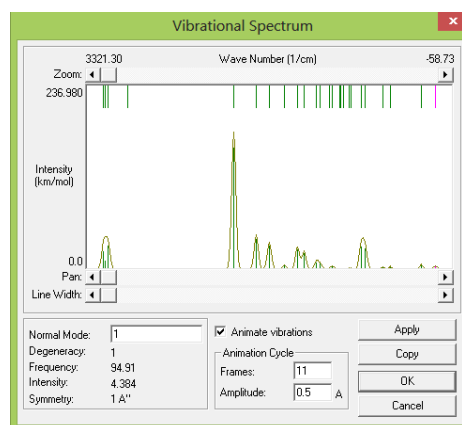 Vibrational Spectrum
x
3321.30 Wave Number (1/cm) -58.73
Zoom:
236.980
Intensity
(km/mol)
0.0
Pan:
Line Width:
Normal Mode: 1
Degeneracy: 1
Frequency: 94.91
Intensity: 4.384
Symmetry: 1 A''
Animate vibrations
Animation Cycle
Frames: 11
Amplitude: 0.5 A
Apply
Copy
OK
Cancel